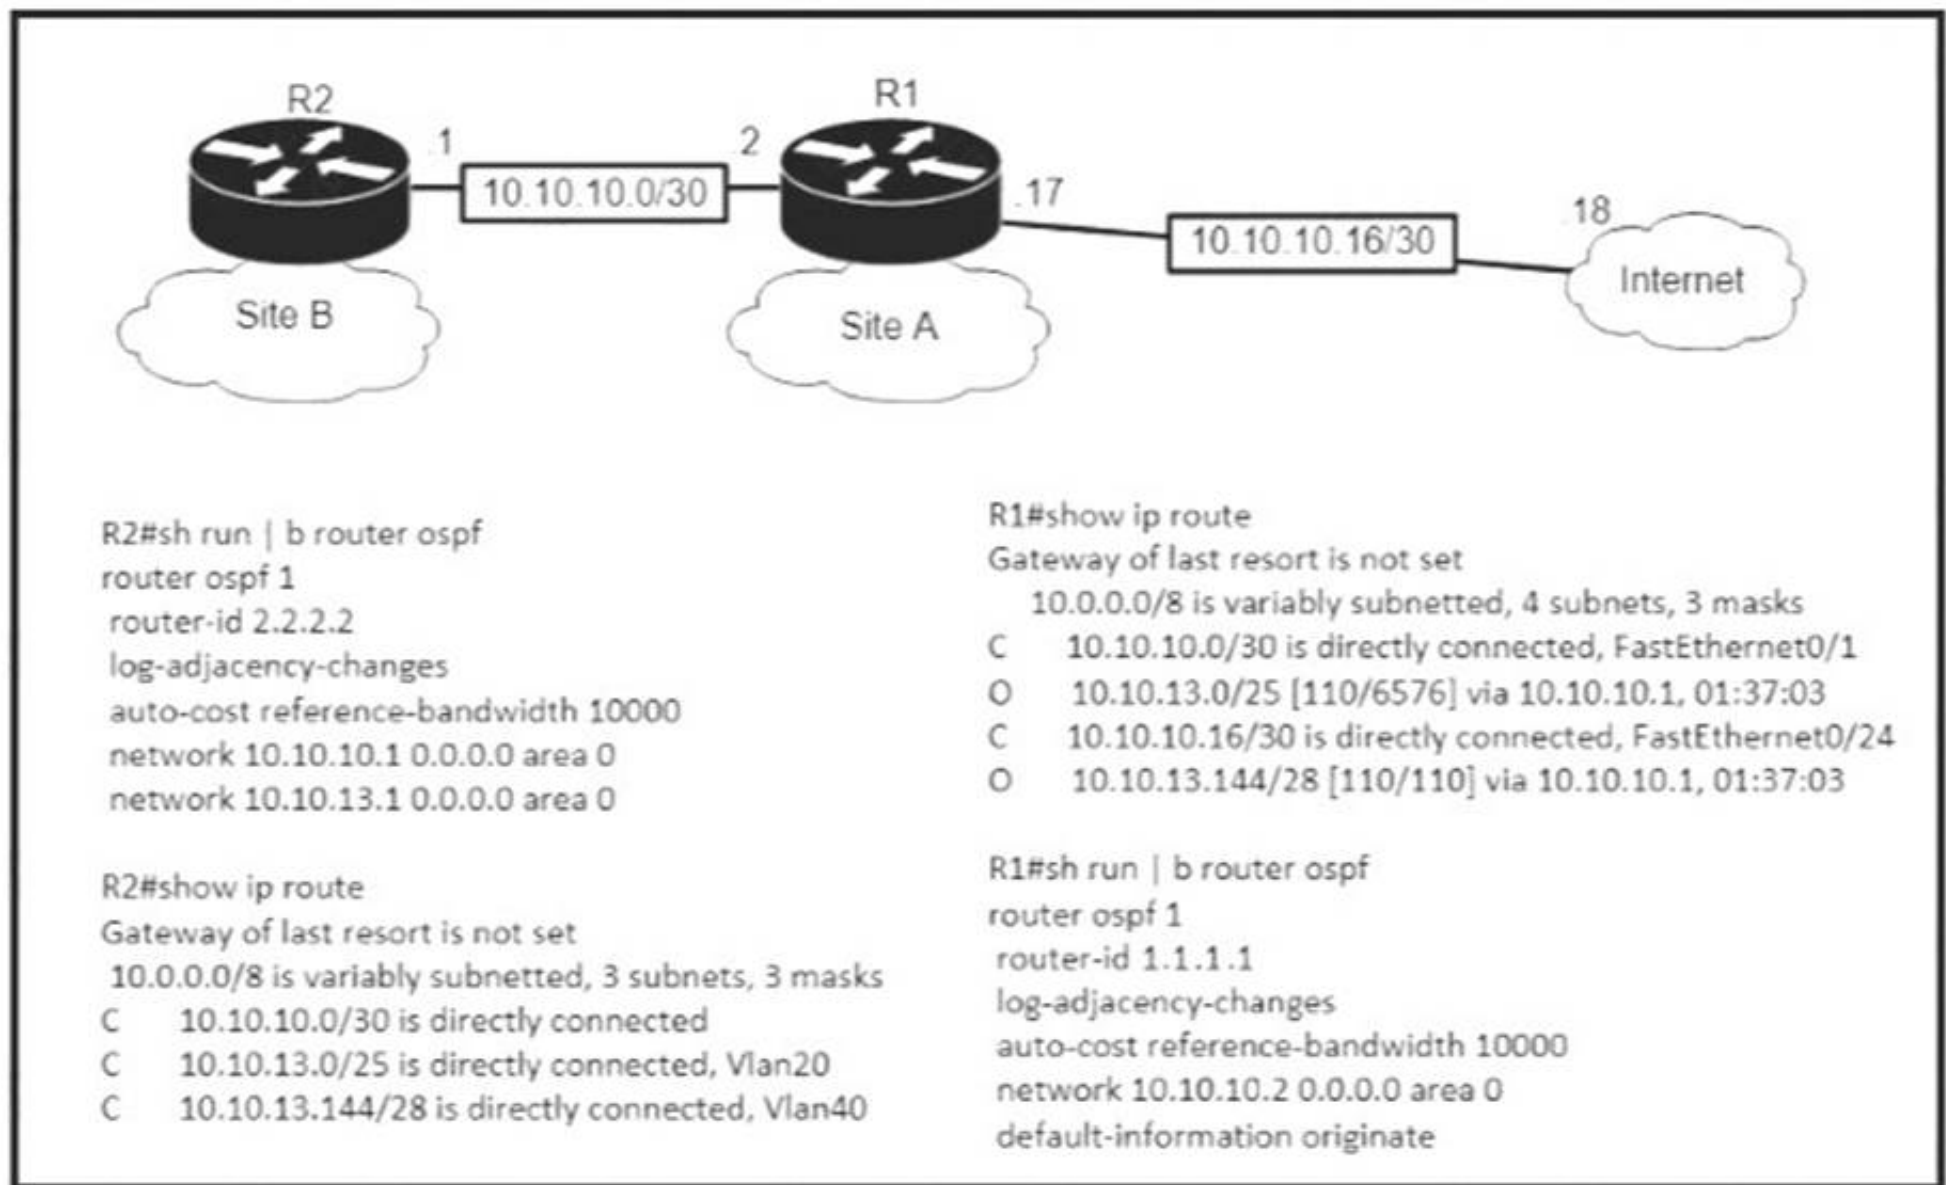 R2
R1
.1
.2
10.10.10.0/30
.17
10.10.10.16/30
.18
Internet
Site B
Site A
R2#sh run | b router ospf
router ospf 1
router-id 2.2.2.2
log-adjacency-changes
auto-cost reference-bandwidth 10000
network 10.10.10.1 0.0.0.0 area 0
network 10.10.13.1 0.0.0.0 area 0
R2#show ip route
Gateway of last resort is not set
10.0.0.0/8 is variably subnetted, 3 subnets, 3 masks
C 10.10.10.0/30 is directly connected
C 10.10.13.0/25 is directly connected, Vlan20
C 10.10.13.144/28 is directly connected, Vlan40
R1#show ip route
Gateway of last resort is not set
10.0.0.0/8 is variably subnetted, 4 subnets, 3 masks
C 10.10.10.0/30 is directly connected, FastEthernet0/1
O 10.10.13.0/25 [110/6576] via 10.10.10.1, 01:37:03
C 10.10.10.16/30 is directly connected, FastEthernet0/24
O 10.10.13.144/28 [110/110] via 10.10.10.1, 01:37:03
R1#sh run | b router ospf
router ospf 1
router-id 1.1.1.1
log-adjacency-changes
auto-cost reference-bandwidth 10000
network 10.10.10.2 0.0.0.0 area 0
default-information originate